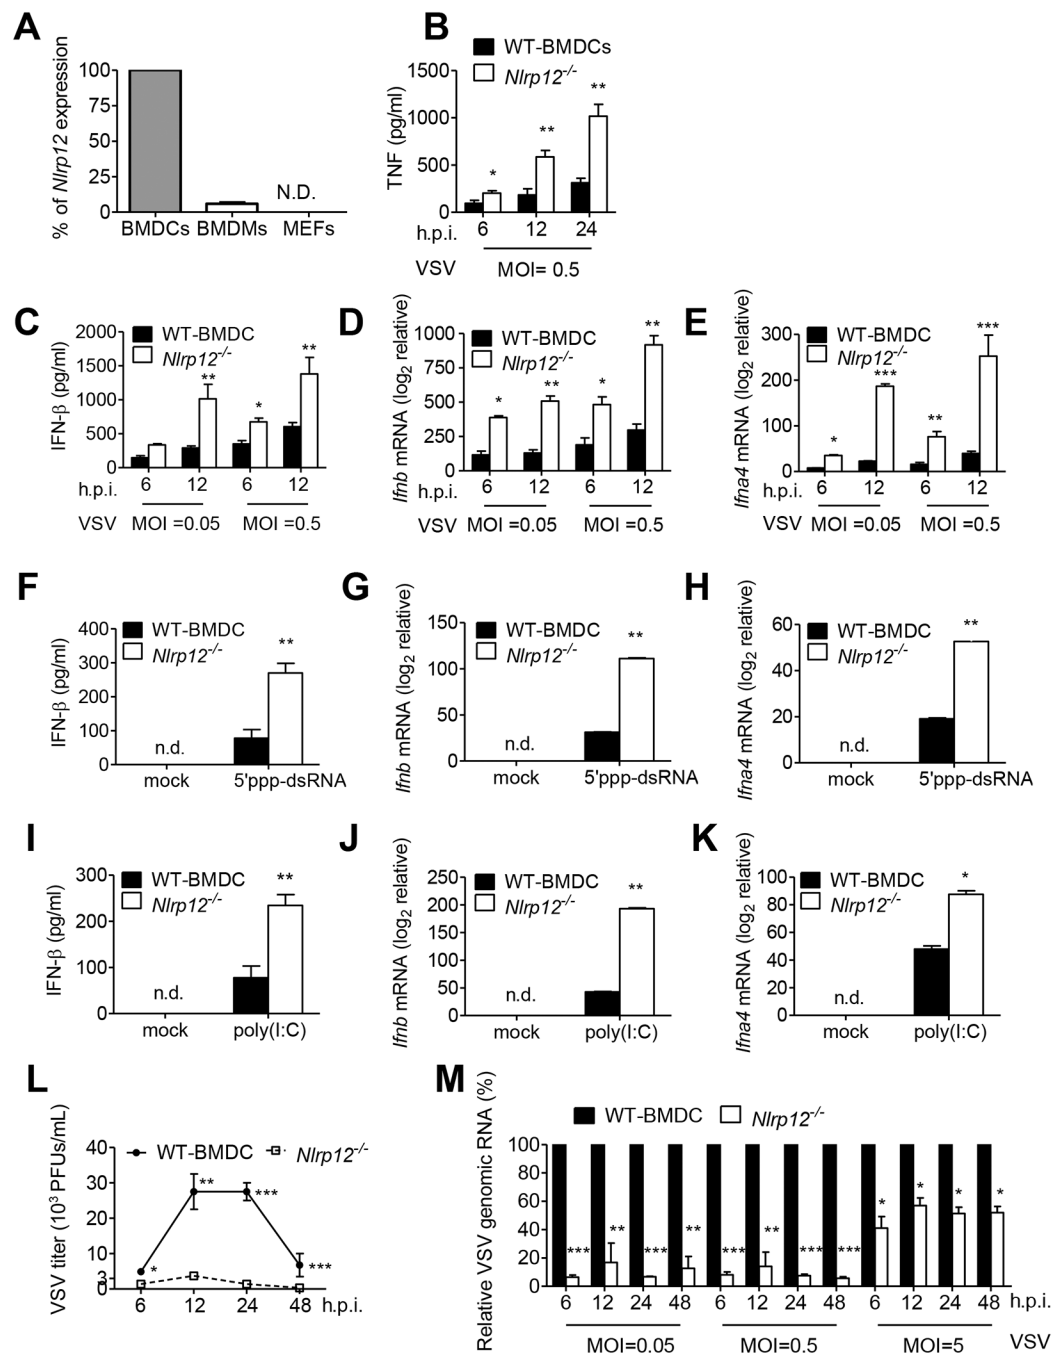 A
% of Nlrp12 expression
100
75
50
25
0
N.D.
BMDCs BMDMs MEFs
B
WT-BMDCs
Nlrp12-/-
TNF (pg/ml)
1500
1000
500
0
* ** **
h.p.i. 6 12 24
VSV MOI= 0.5
C
WT-BMDC
Nlrp12-/-
IFN-β (pg/ml)
2000
1500
1000
500
0
** * **
h.p.i. 6 12 6 12
VSV MOI =0.05 MOI =0.5
D
WT-BMDC
Nlrp12-/-
Ifnb mRNA (log2 relative)
1000
750
500
250
0
* ** * **
h.p.i. 6 12 6 12
VSV MOI =0.05 MOI =0.5
E
WT-BMDC
Nlrp12-/-
Ifna4 mRNA (log2 relative)
300
200
100
0
* *** ** ***
h.p.i. 6 12 6 12
VSV MOI =0.05 MOI =0.5
F
WT-BMDC
Nlrp12-/-
IFN-β (pg/ml)
400
300
200
100
0
n.d. **
mock 5'ppp-dsRNA
G
WT-BMDC
Nlrp12-/-
Ifnb mRNA (log2 relative)
150
100
50
0
n.d. **
mock 5'ppp-dsRNA
H
WT-BMDC
Nlrp12-/-
Ifna4 mRNA (log2 relative)
60
40
20
0
n.d. **
mock 5'ppp-dsRNA
I
WT-BMDC
Nlrp12-/-
IFN-β (pg/ml)
300
200
100
0
n.d. **
mock poly(I:C)
J
WT-BMDC
Nlrp12-/-
Ifnb mRNA (log2 relative)
250
200
150
100
50
0
n.d. **
mock poly(I:C)
K
WT-BMDC
Nlrp12-/-
Ifna4 mRNA (log2 relative)
100
80
60
40
20
0
n.d. *
mock poly(I:C)
L
WT-BMDC Nlrp12-/-
VSV titer (103 PFUs/mL)
40
30
20
10
3
0
* ** *** ***
6 12 24 48 h.p.i.
M
WT-BMDC Nlrp12-/-
Relative VSV genomic RNA (%)
100
80
60
40
20
0
*** ** *** ** *** ** *** *** * * * *
6 12 24 48 6 12 24 48 6 12 24 48 h.p.i.
MOI=0.05 MOI=0.5 MOI=5 VSV